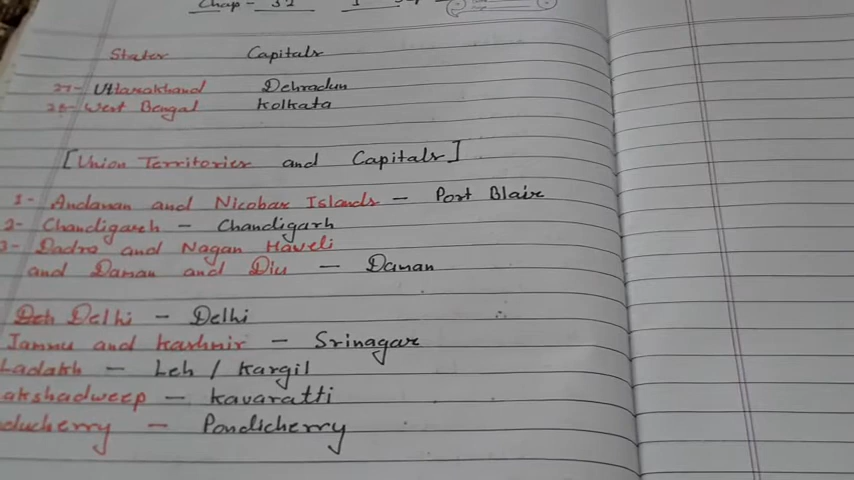 Chap - 32
States Capitals
27- Uttarakhand Dehradun
28- West Bengal Kolkata
[Union Territories and Capitals]
1- Andaman and Nicobar Islands - Port Blair
2- Chandigarh - Chandigarh
3- Dadra and Nagan Haveli
and Daman and Diu - Daman
Delhi - Delhi
Jammu and Kashmir - Srinagar
Ladakh - Leh / Kargil
akshadweep - Kavaratti
ducherry - Pondicherry